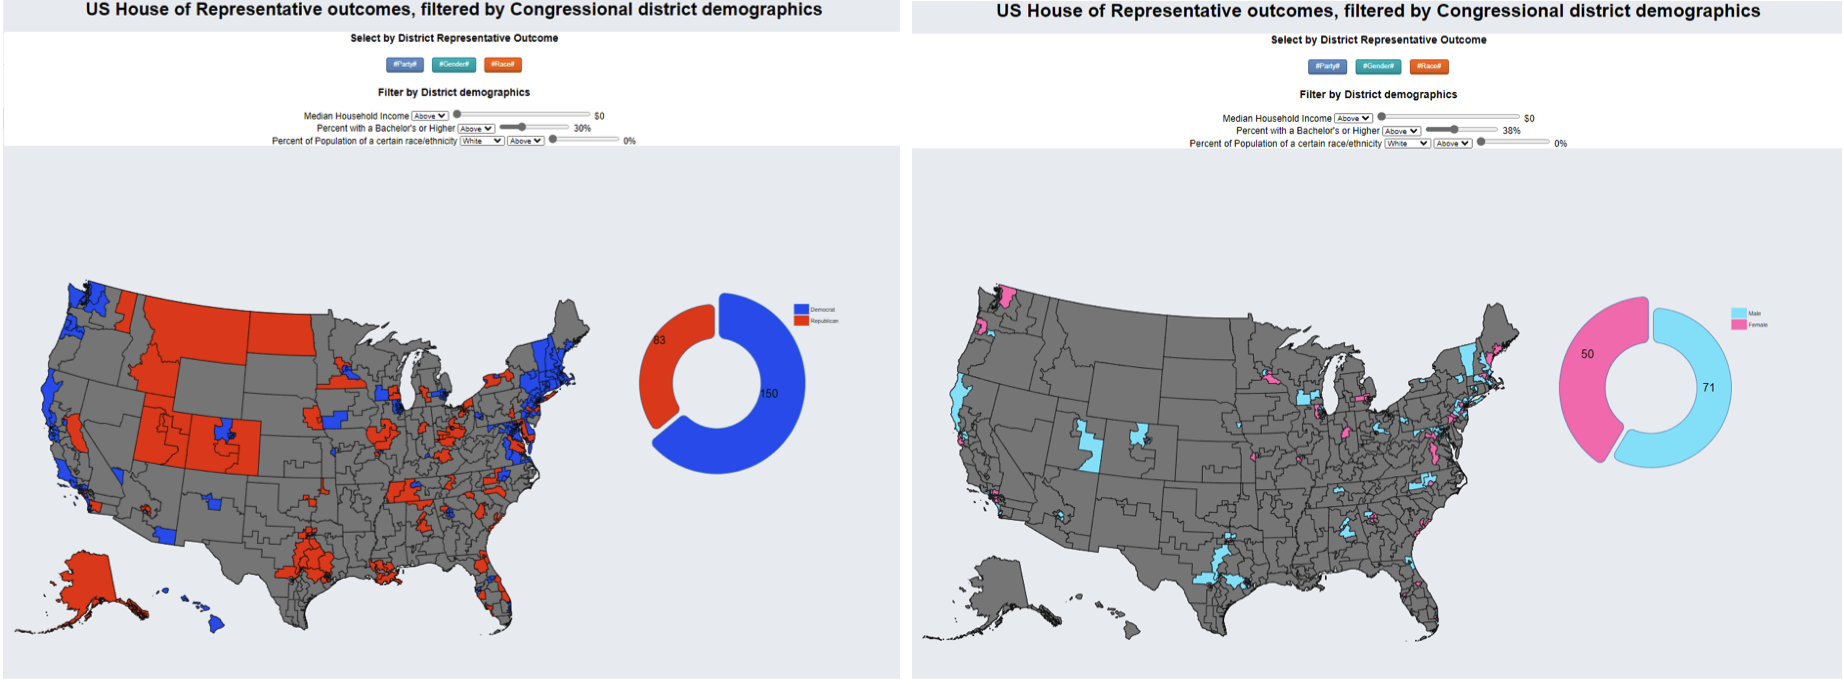 US House of Representative outcomes, filtered by Congressional district demographics
Select by District Representative Outcome
#Party# #Gender# #Race#
Filter by District demographics
Median Household Income Above $0
Percent with a Bachelor's or Higher Above 30%
Percent of Population of a certain race/ethnicity White Above 0%
83
150
Democrat
Republican
US House of Representative outcomes, filtered by Congressional district demographics
Select by District Representative Outcome
#Party# #Gender# #Race#
Filter by District demographics
Median Household Income Above $0
Percent with a Bachelor's or Higher Above 38%
Percent of Population of a certain race/ethnicity White Above 0%
50
71
Male
Female